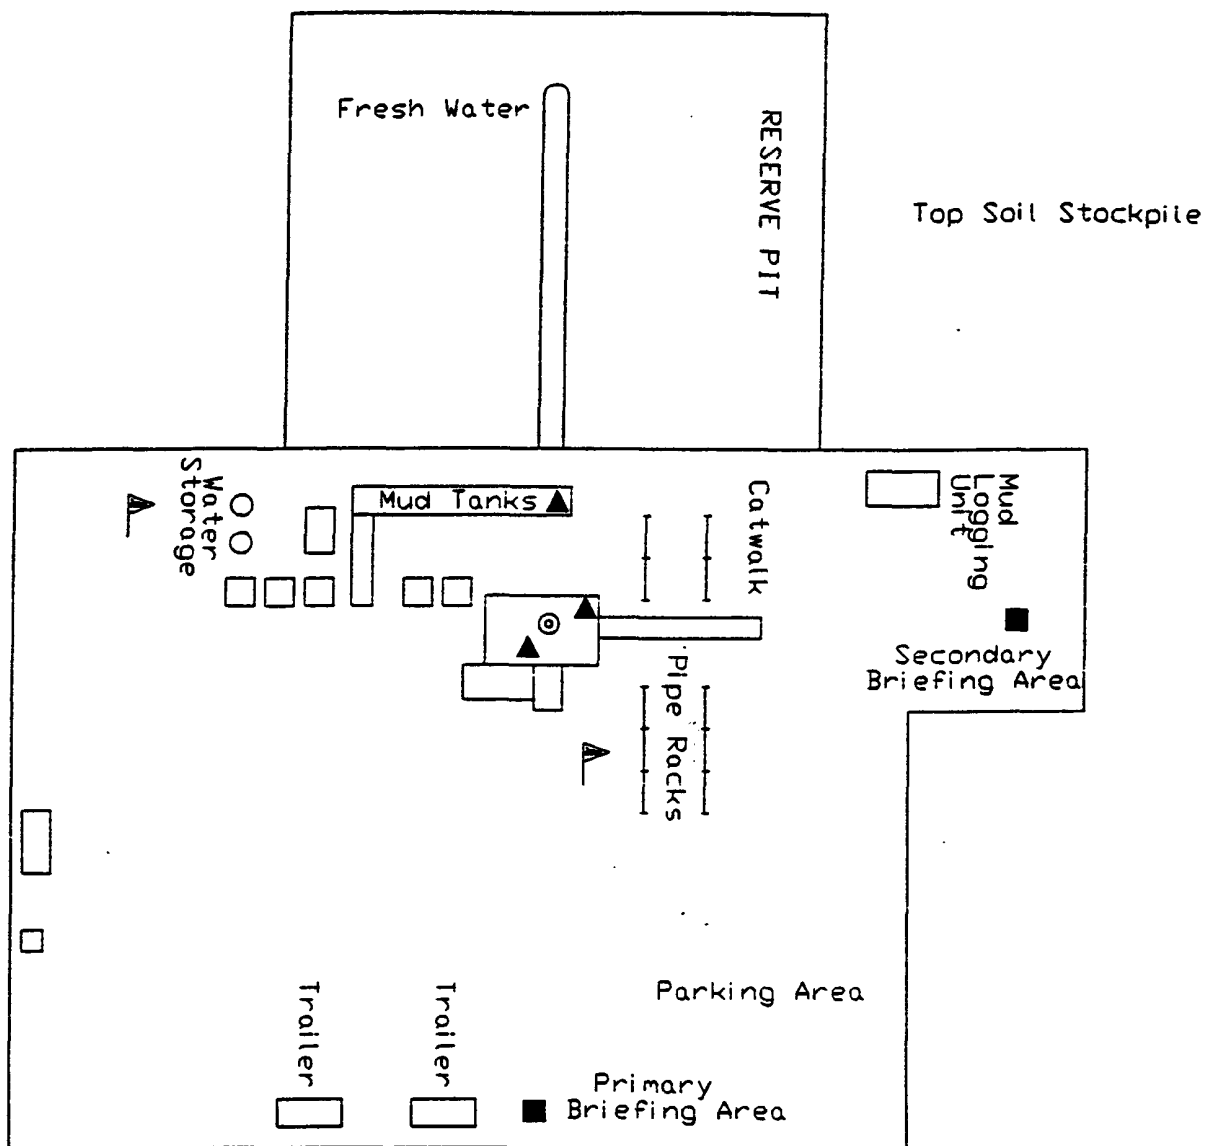 Fresh Water
RESERVE PIT
Top Soil Stockpile
Water
Storage
Mud Tanks
Catwalk
Mud
Logging
Unit
Secondary
Briefing Area
Pipe Racks
Parking Area
Trailer
Trailer
Primary
Briefing Area